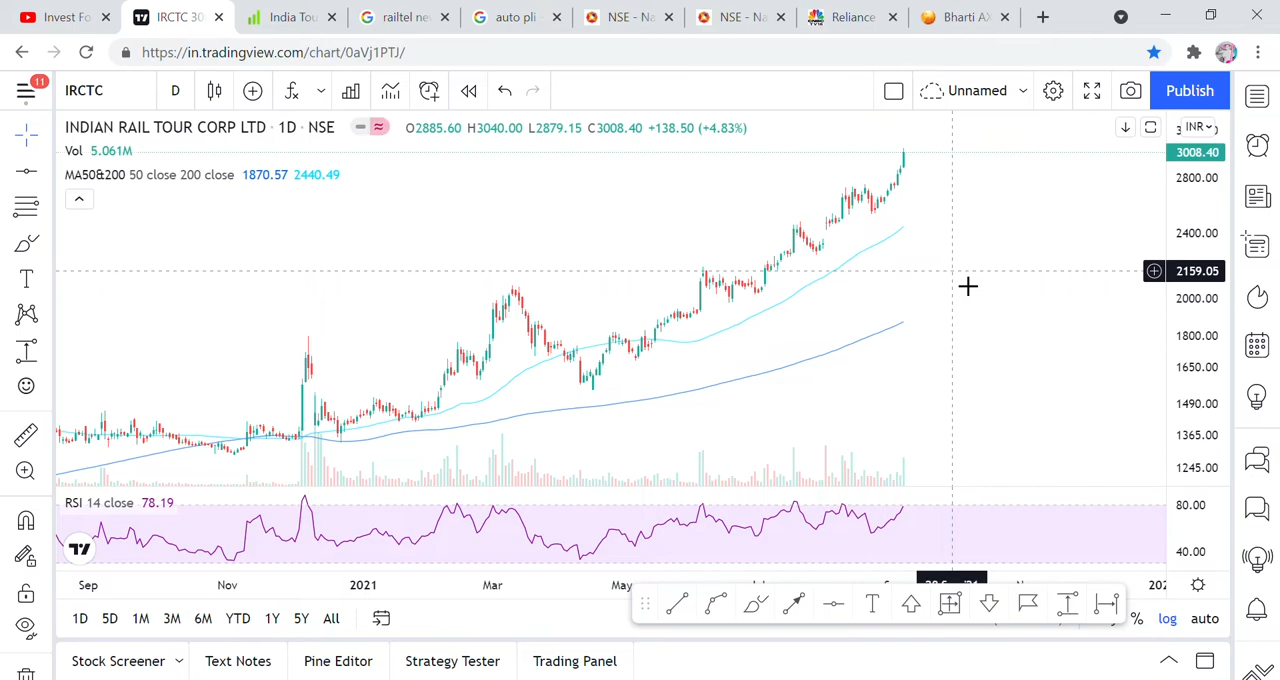 Invest Fo
IRCTC 30
India Tou
railtel ne
auto pli -
NSE - Na
NSE - Na
Reliance
Bharti AX
https://in.tradingview.com/chart/0aVj1PTJ/
11
IRCTC
D
Unnamed
Publish
INDIAN RAIL TOUR CORP LTD · 1D · NSE
O2885.60 H3040.00 L2879.15 C3008.40 +138.50 (+4.83%)
INR
Vol 5.061M
3008.40
MA50&200 50 close 200 close 1870.57 2440.49
2800.00
2400.00
2159.05
2000.00
1800.00
1650.00
1490.00
1365.00
1245.00
RSI 14 close 78.19
80.00
40.00
Sep
Nov
2021
Mar
May
1D
5D
1M
3M
6M
YTD
1Y
5Y
All
%
log
auto
Stock Screener
Text Notes
Pine Editor
Strategy Tester
Trading Panel